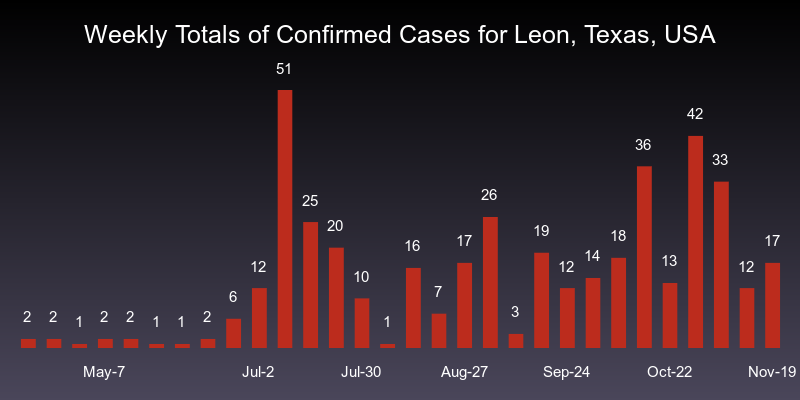 Weekly Totals of Confirmed Cases for Leon, Texas, USA
2 2 1 2 2 1 1 2 6 12 51 25 20 10 1 16 7 17 26 3 19 12 14 18 36 13 42 33 12 17
May-7 Jul-2 Jul-30 Aug-27 Sep-24 Oct-22 Nov-19